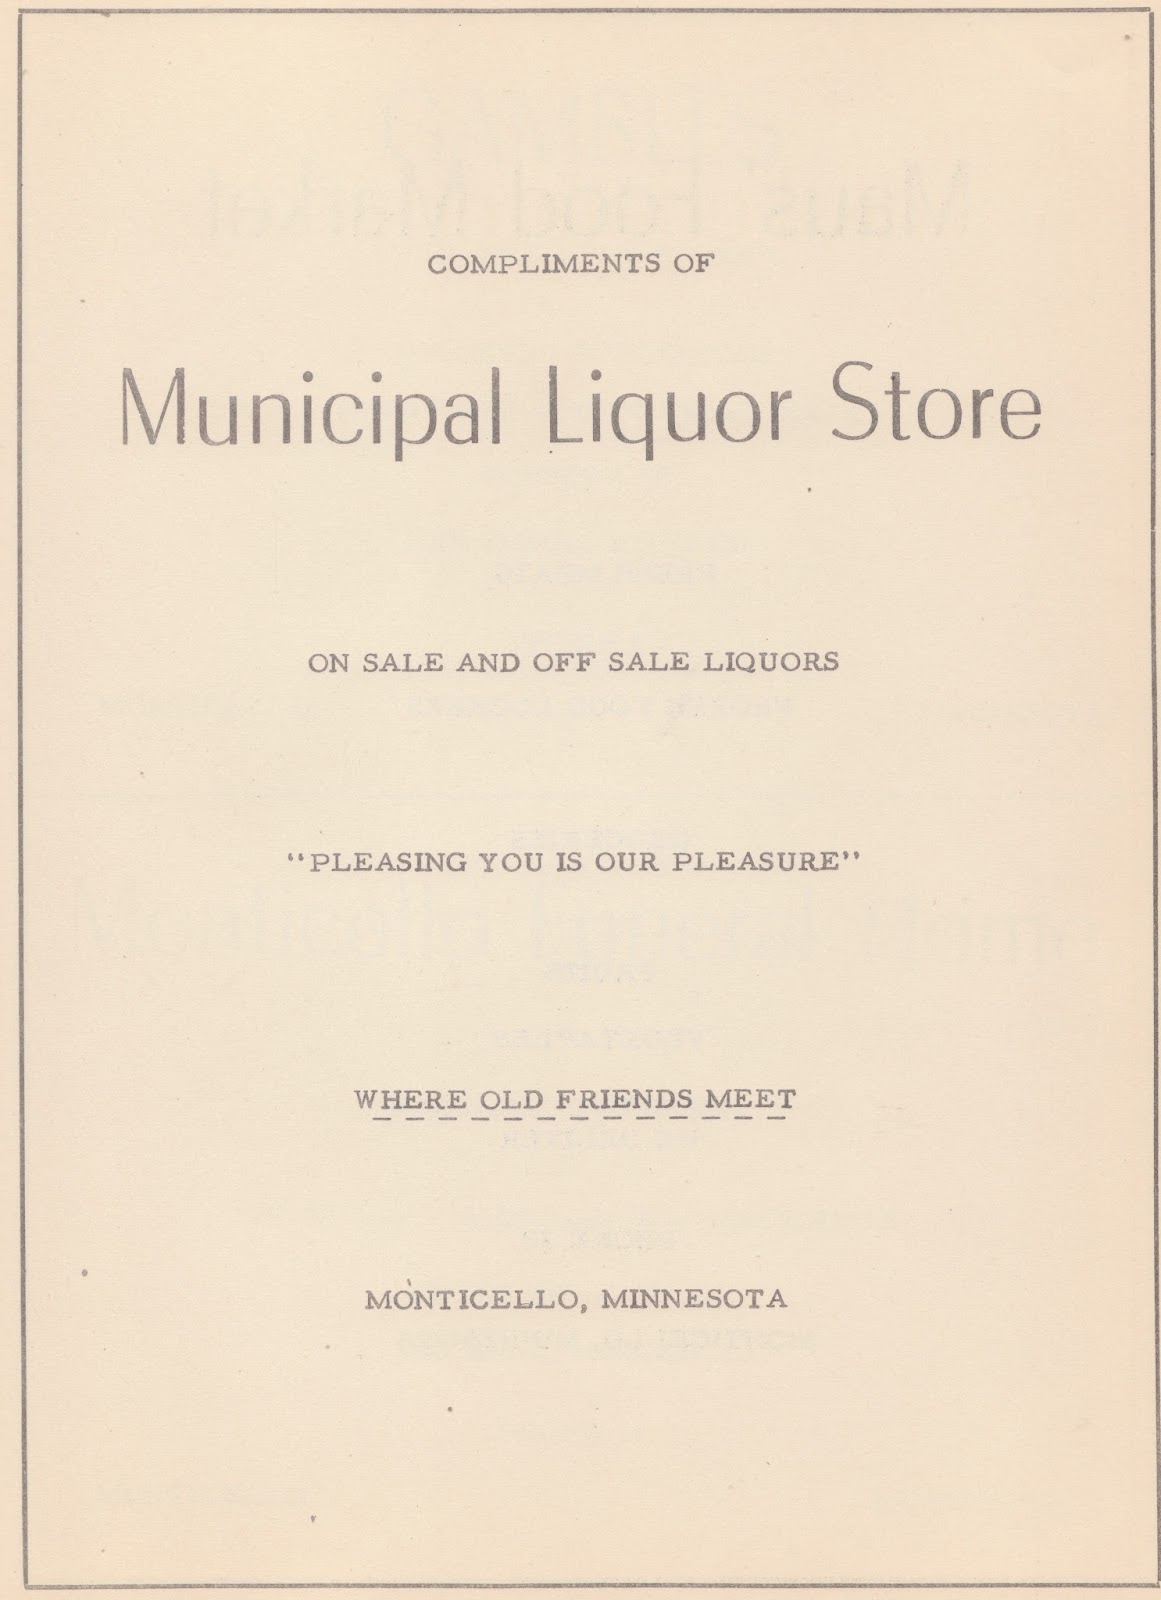 COMPLIMENTS OF
Municipal Liquor Store
ON SALE AND OFF SALE LIQUORS
“PLEASING YOU IS OUR PLEASURE”
WHERE OLD FRIENDS MEET
MONTICELLO, MINNESOTA